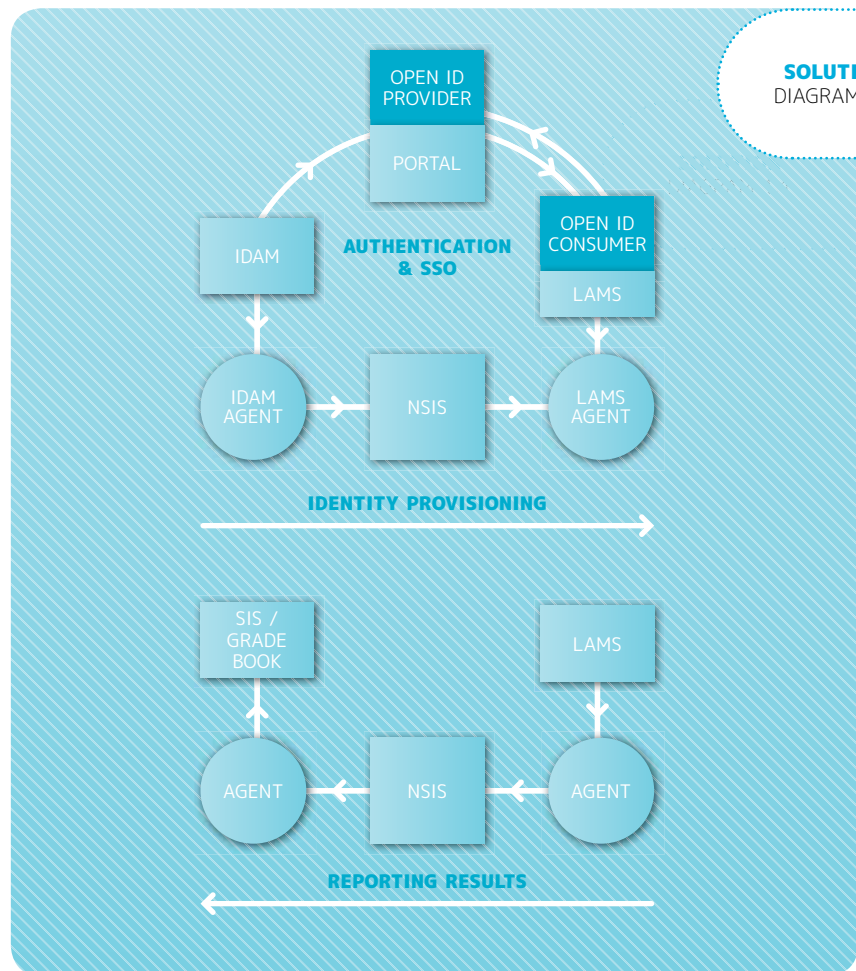 SOLUTI
DIAGRAM
OPEN ID
PROVIDER
PORTAL
OPEN ID
CONSUMER
LAMS
IDAM
AUTHENTICATION
& SSO
IDAM
AGENT
NSIS
LAMS
AGENT
IDENTITY PROVISIONING
SIS /
GRADE
BOOK
LAMS
AGENT
NSIS
AGENT
REPORTING RESULTS